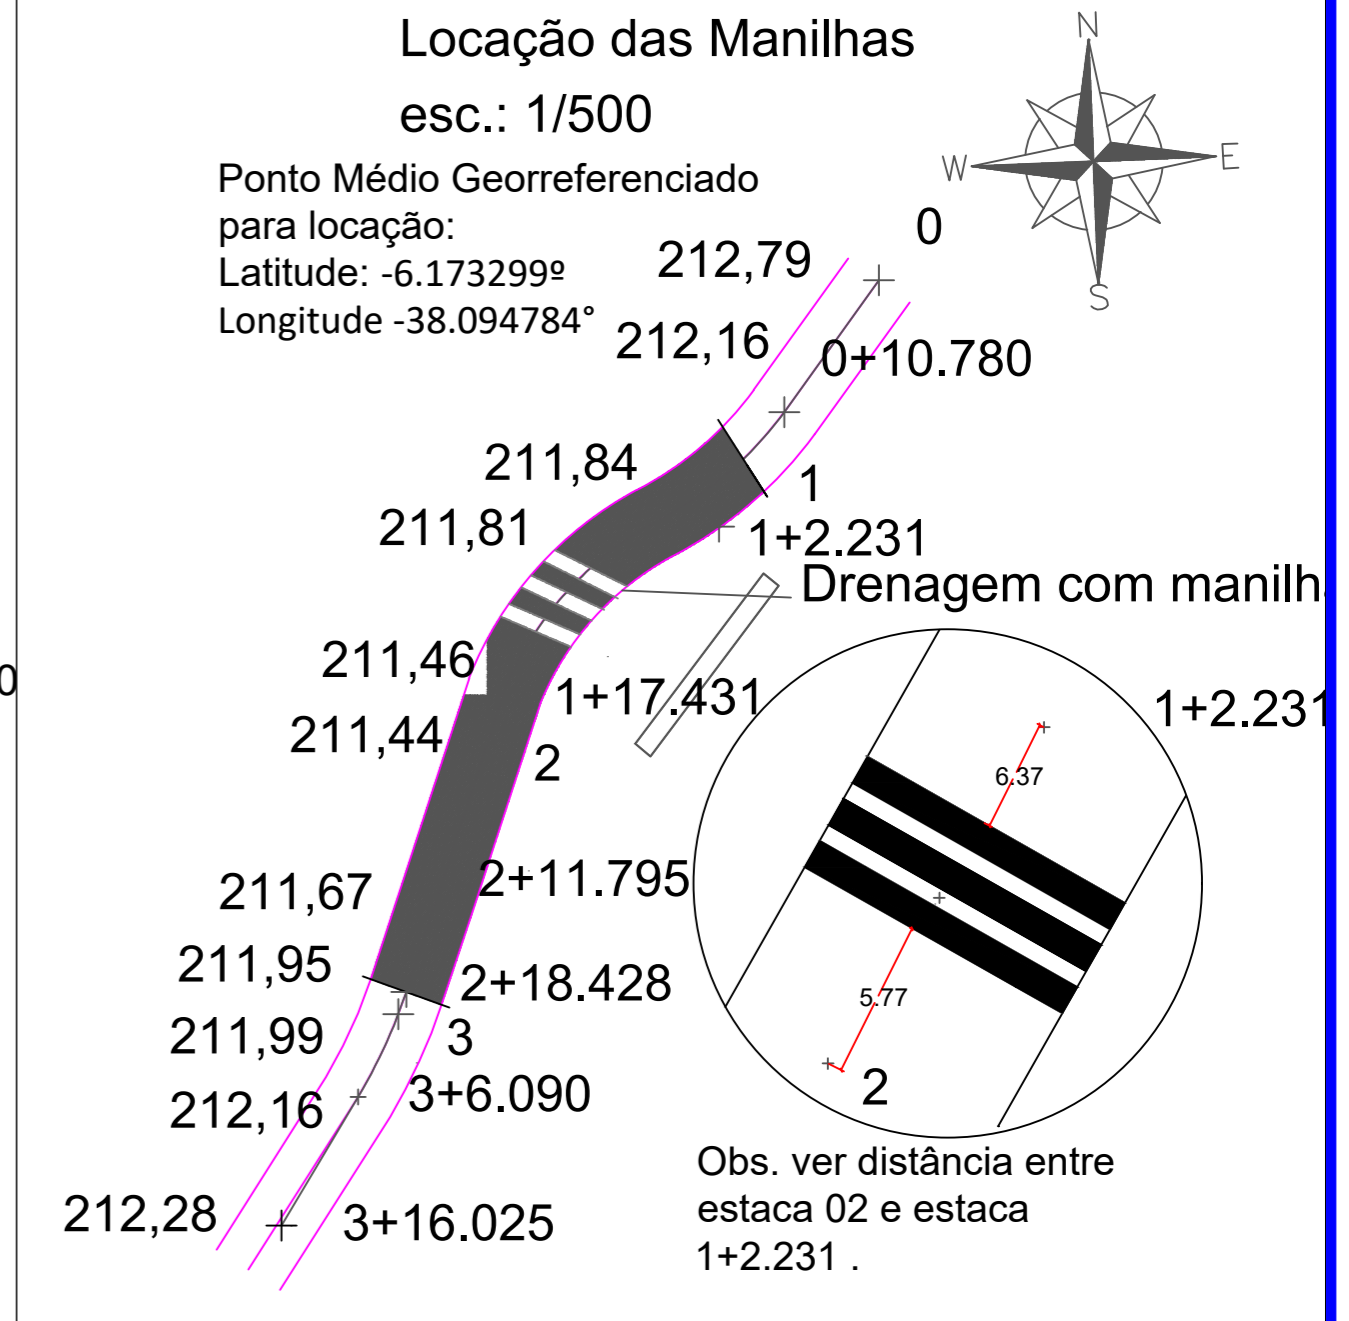 Locação das Manilhas
esc.: 1/500
N
W
E
S
Ponto Médio Georreferenciado
para locação:
Latitude: -6.173299º
Longitude -38.094784°
0
212,79
212,16
0+10.780
211,84
1
211,81
1+2.231
Drenagem com manilh
211,46
0
1+17.431
1+2.231
211,44
2
6.37
211,67
2+11.795
211,95
2+18.428
5.77
211,99
3
2
212,16
3+6.090
212,28
3+16.025
Obs. ver distância entre
estaca 02 e estaca
1+2.231 .